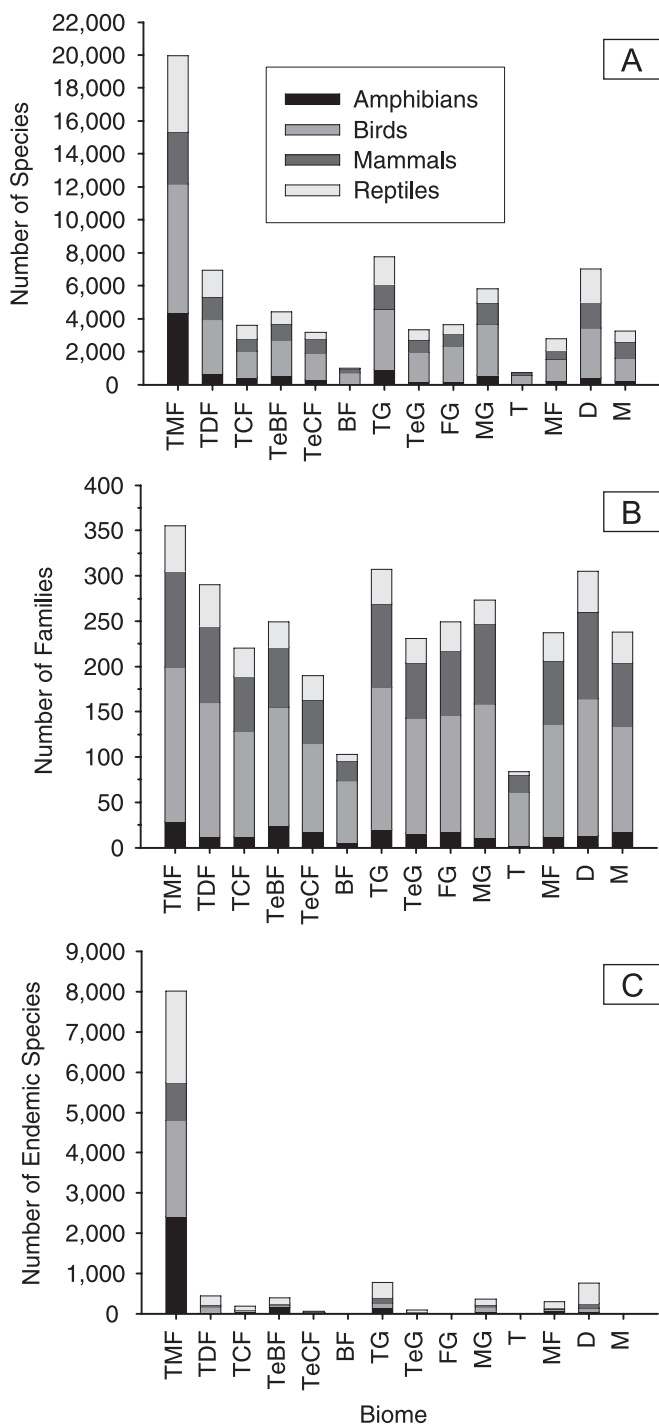 A
Number of Species
22,000
20,000
18,000
16,000
14,000
12,000
10,000
8,000
6,000
4,000
2,000
0
Amphibians
Birds
Mammals
Reptiles
TMF TDF TCF TeBF TeCF BF TG TeG FG MG T MF D M
B
Number of Families
400
350
300
250
200
150
100
50
0
TMF TDF TCF TeBF TeCF BF TG TeG FG MG T MF D M
C
Number of Endemic Species
9,000
8,000
7,000
6,000
5,000
4,000
3,000
2,000
1,000
0
TMF TDF TCF TeBF TeCF BF TG TeG FG MG T MF D M
Biome